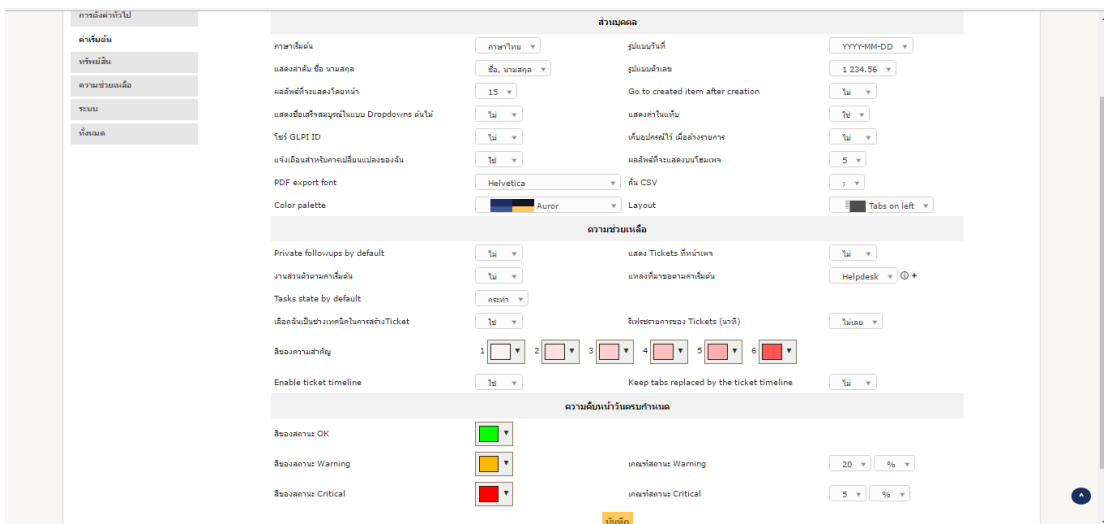 การตั้งค่าทั่วไป
ค่าเริ่มต้น
ทรัพย์สิน
ความช่วยเหลือ
ระบบ
ทั้งหมด
ส่วนบุคคล
ภาษาเริ่มต้น ภาษาไทย รูปแบบวันที่ YYYY-MM-DD
แสดงลำดับ ชื่อ นามสกุล ชื่อ, นามสกุล รูปแบบตัวเลข 1 234.56
ผลลัพธ์ที่จะแสดงโดยหน้า 15 Go to created item after creation ไม่
แสดงชื่อเสร็จสมบูรณ์ในแบบ Dropdowns ต้นไม้ ไม่ แสดงค่าในแท็บ ใช่
โชว์ GLPI ID ไม่ เก็บอุปกรณ์ไว้ เมื่อล้างรายการ ไม่
แจ้งเตือนสำหรับการเปลี่ยนแปลงของฉัน ใช่ ผลลัพธ์ที่จะแสดงบนโฮมเพจ 5
PDF export font Helvetica คั่น CSV ;
Color palette Auror Layout Tabs on left
ความช่วยเหลือ
Private followups by default ไม่ แสดง Tickets ที่หน้าเพจ ไม่
งานส่วนตัวตามค่าเริ่มต้น ไม่ แหล่งที่มาขอตามค่าเริ่มต้น Helpdesk
Tasks state by default กระทำ
เลือกฉันเป็นช่างเทคนิคในการสร้างTicket ใช่ รีเฟรชรายการของ Tickets (นาที) ไม่เลย
สีของความสำคัญ 1 2 3 4 5 6
Enable ticket timeline ใช่ Keep tabs replaced by the ticket timeline ไม่
ความคืบหน้าวันครบกำหนด
สีของสถานะ OK
สีของสถานะ Warning เกณฑ์สถานะ Warning 20 %
สีของสถานะ Critical เกณฑ์สถานะ Critical 5 %
บันทึก